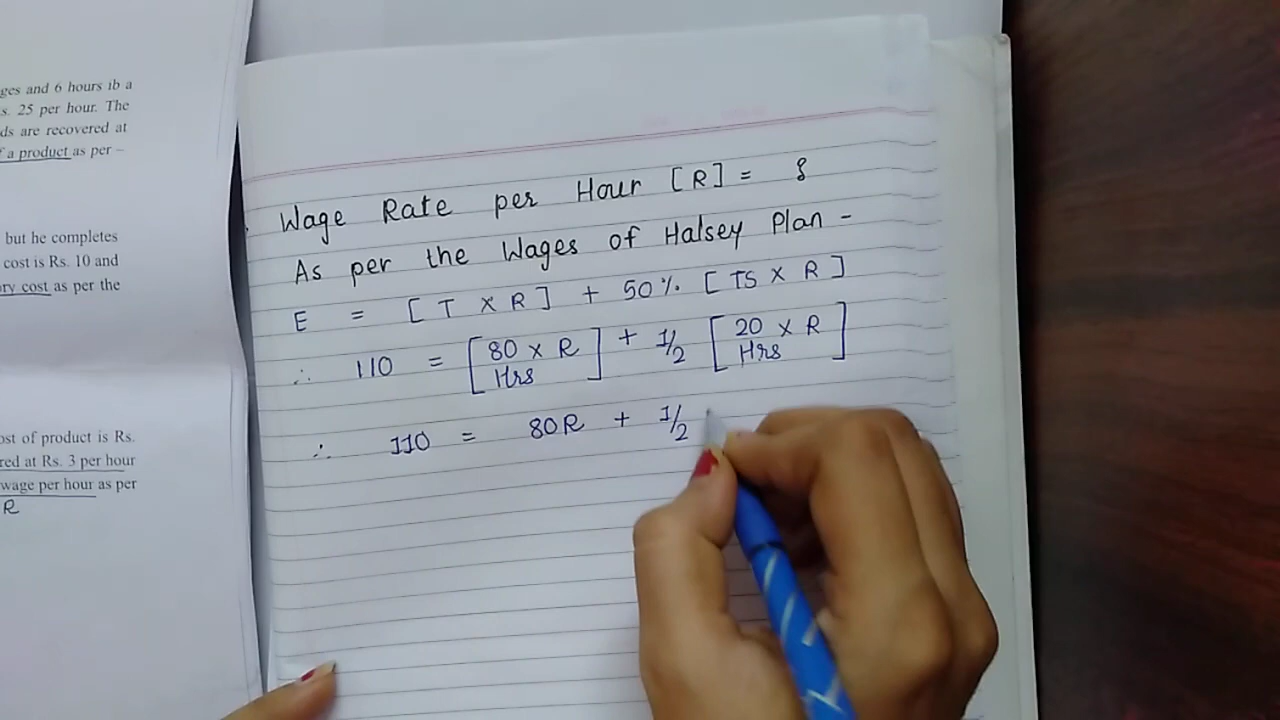 ges and 6 hours ib a
s. 25 per hour. The
ds are recovered at
f a product as per –
but he completes
cost is Rs. 10 and
ry cost as per the
ost of product is Rs.
red at Rs. 3 per hour
wage per hour as per
R
Wage Rate per Hour [R] = ?
As per the Wages of Halsey Plan -
E = [T X R] + 50% [TS X R]
∴ 110 = [80 x R] + 1/2 [20 x R]
Hrs Hrs
∴ 110 = 80R + 1/2